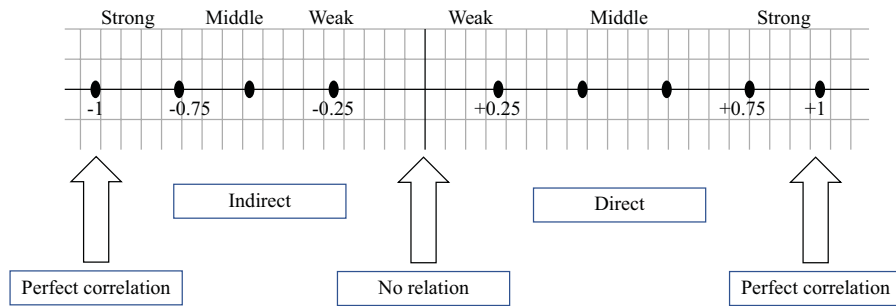 Strong Middle Weak Weak Middle Strong
-1 -0.75 -0.25 +0.25 +0.75 +1
Indirect Direct
Perfect correlation No relation Perfect correlation